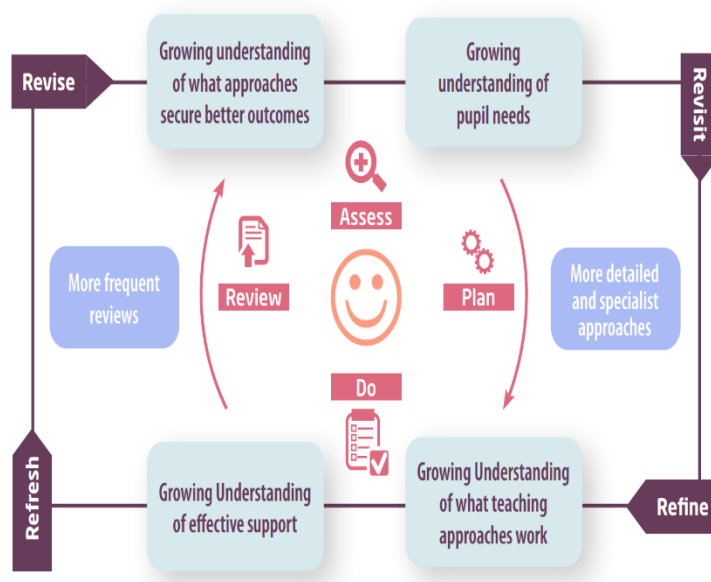 Revise
Growing understanding
of what approaches
secure better outcomes
Growing
understanding of
pupil needs
Revisit
Assess
More frequent
reviews
Review
Plan
More detailed
and specialist
approaches
Do
Refresh
Growing Understanding
of effective support
Growing Understanding
of what teaching
approaches work
Refine